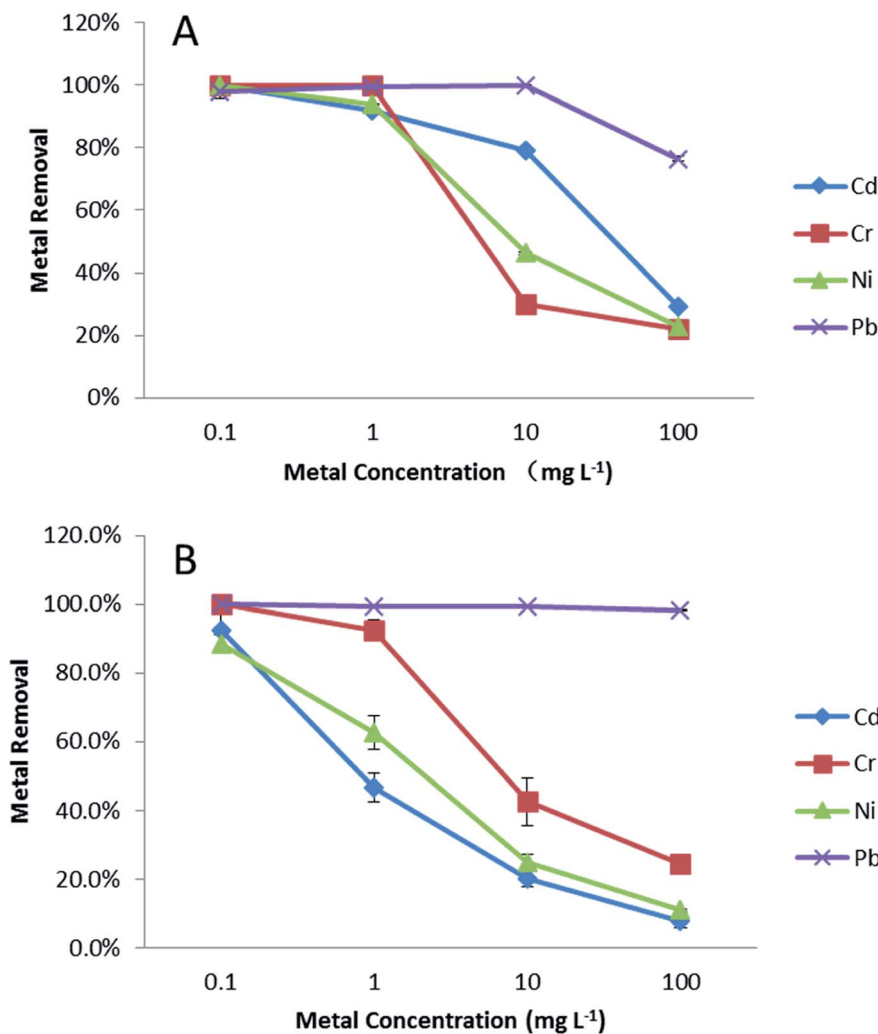 A
120%
100%
80%
60%
40%
20%
0%
Metal Removal
0.1 1 10 100
Metal Concentration （mg L-1)
Cd
Cr
Ni
Pb
B
120.0%
100.0%
80.0%
60.0%
40.0%
20.0%
0.0%
Metal Removal
0.1 1 10 100
Metal Concentration (mg L-1)
Cd
Cr
Ni
Pb